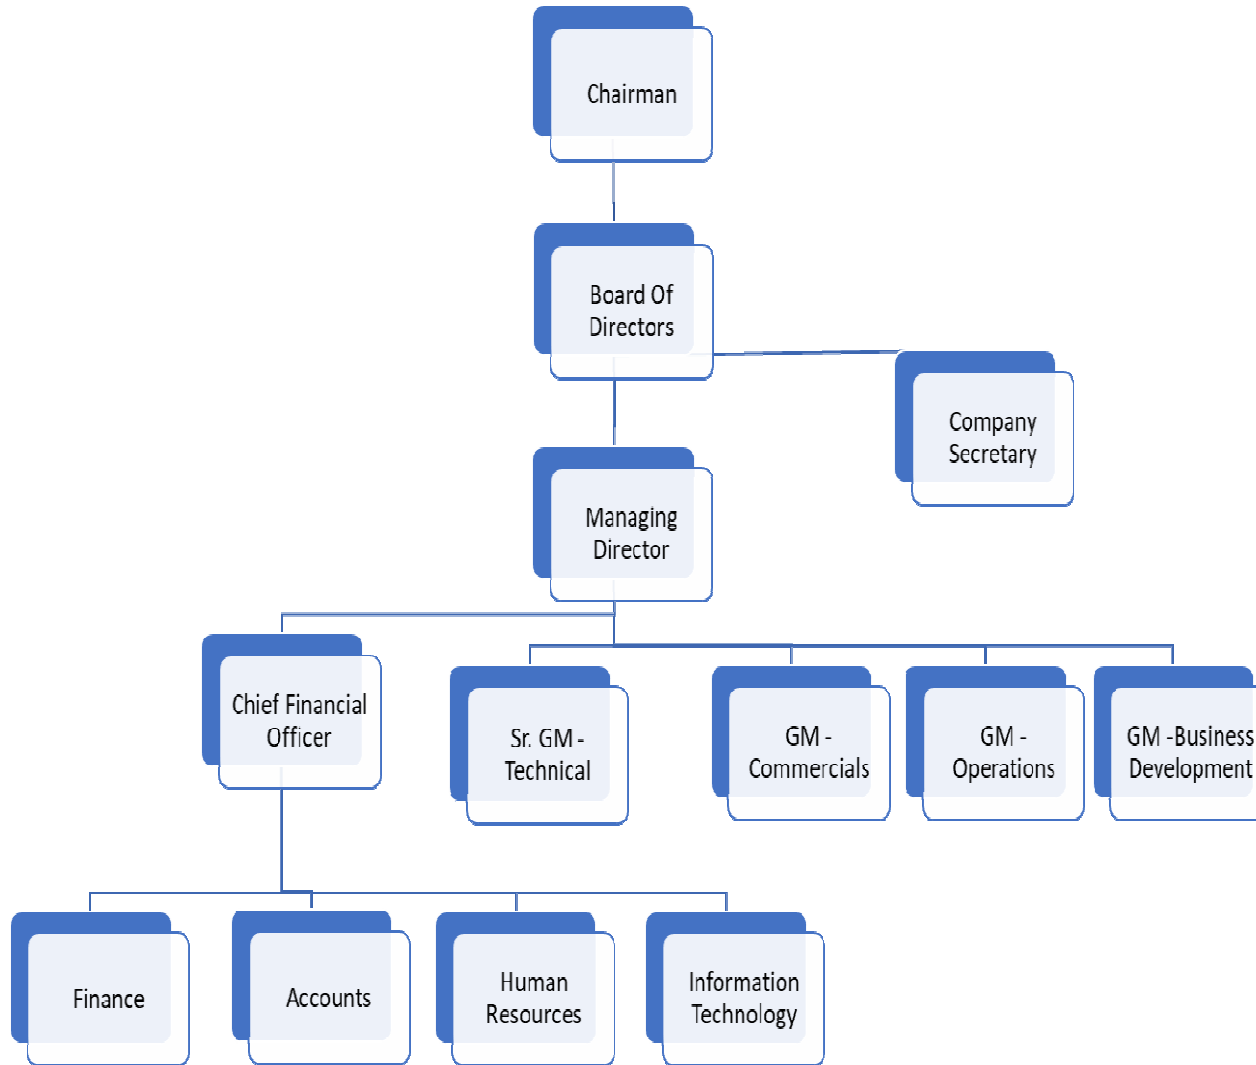 Chairman
Board Of
Directors
Company
Secretary
Managing
Director
Chief Financial
Officer
Sr. GM -
Technical
GM -
Commercials
GM -
Operations
GM -Business
Development
Finance
Accounts
Human
Resources
Information
Technology